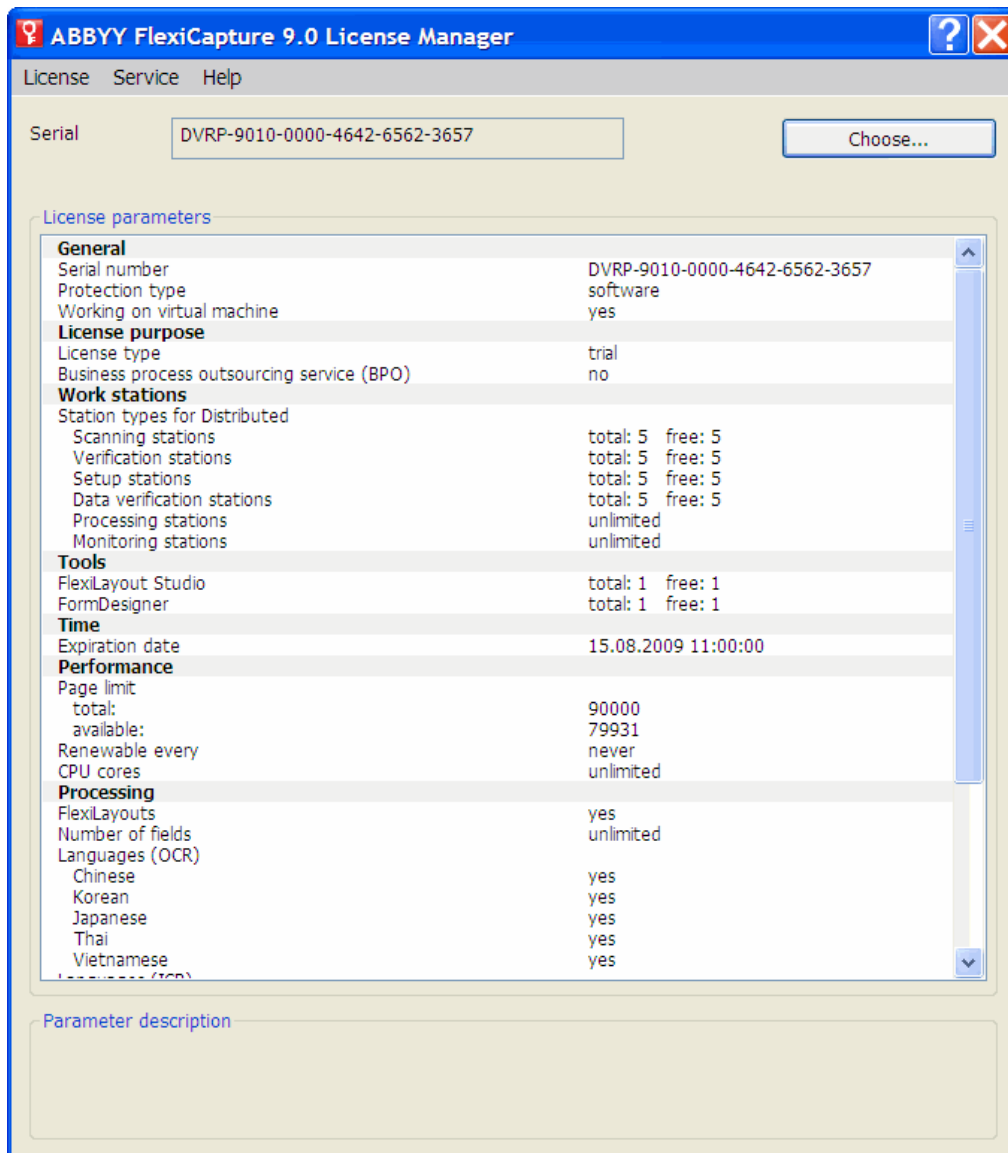 ABBYY FlexiCapture 9.0 License Manager
License Service Help
Serial DVRP-9010-0000-4642-6562-3657 Choose...
License parameters
General
Serial number DVRP-9010-0000-4642-6562-3657
Protection type software
Working on virtual machine yes
License purpose
License type trial
Business process outsourcing service (BPO) no
Work stations
Station types for Distributed
Scanning stations total: 5 free: 5
Verification stations total: 5 free: 5
Setup stations total: 5 free: 5
Data verification stations total: 5 free: 5
Processing stations unlimited
Monitoring stations unlimited
Tools
FlexiLayout Studio total: 1 free: 1
FormDesigner total: 1 free: 1
Time
Expiration date 15.08.2009 11:00:00
Performance
Page limit
total: 90000
available: 79931
Renewable every never
CPU cores unlimited
Processing
FlexiLayouts yes
Number of fields unlimited
Languages (OCR)
Chinese yes
Korean yes
Japanese yes
Thai yes
Vietnamese yes
Languages (ICR)
Parameter description